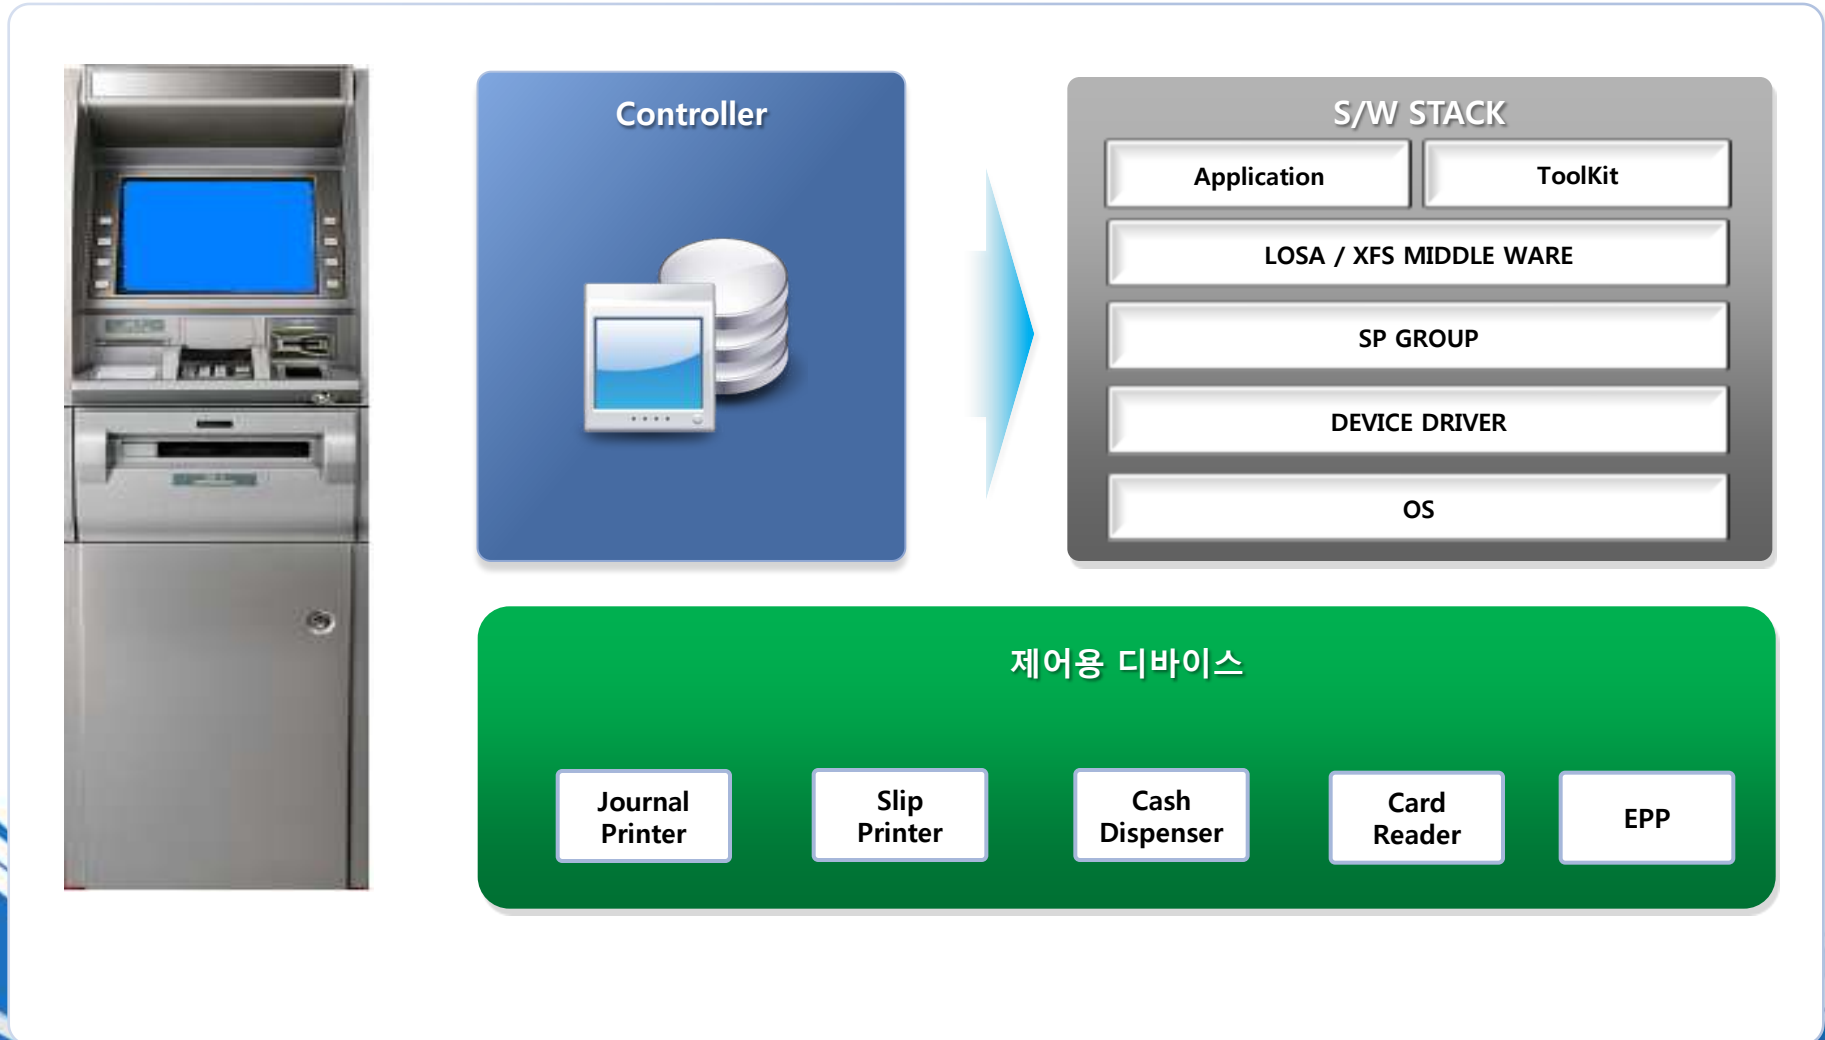 Controller
S/W STACK
Application
ToolKit
LOSA / XFS MIDDLE WARE
SP GROUP
DEVICE DRIVER
OS
제어용 디바이스
Journal
Printer
Slip
Printer
Cash
Dispenser
Card
Reader
EPP